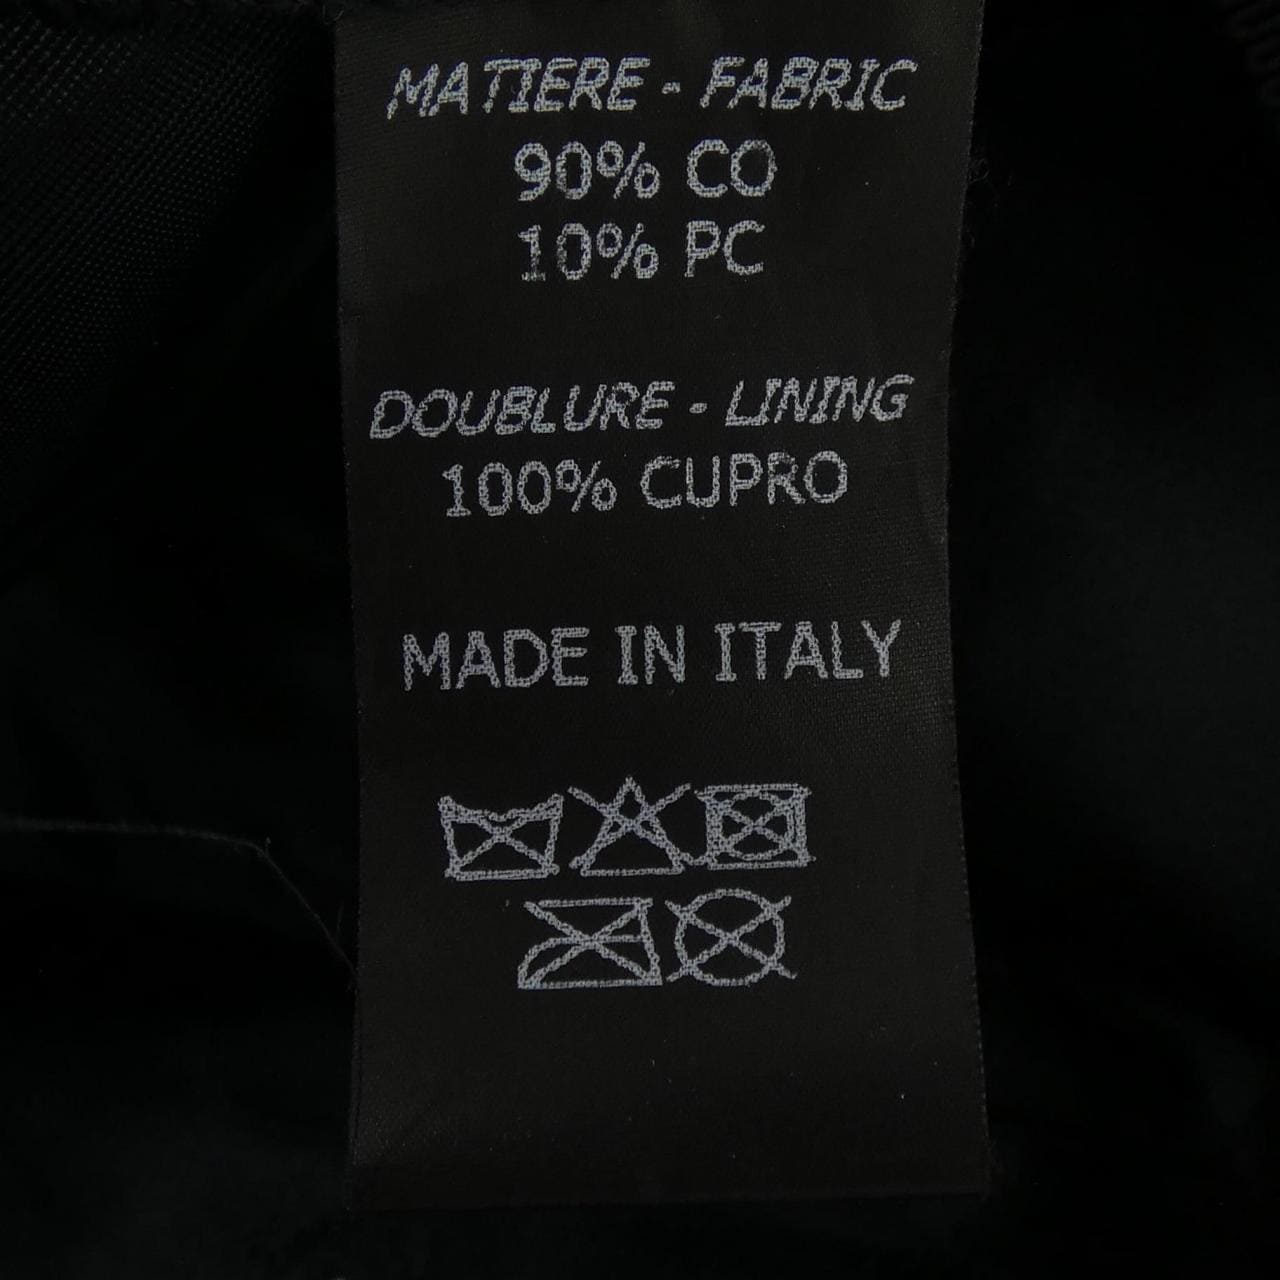 MATIERE - FABRIC
90% CO
10% PC
DOUBLURE - LINING
100% CUPRO
MADE IN ITALY